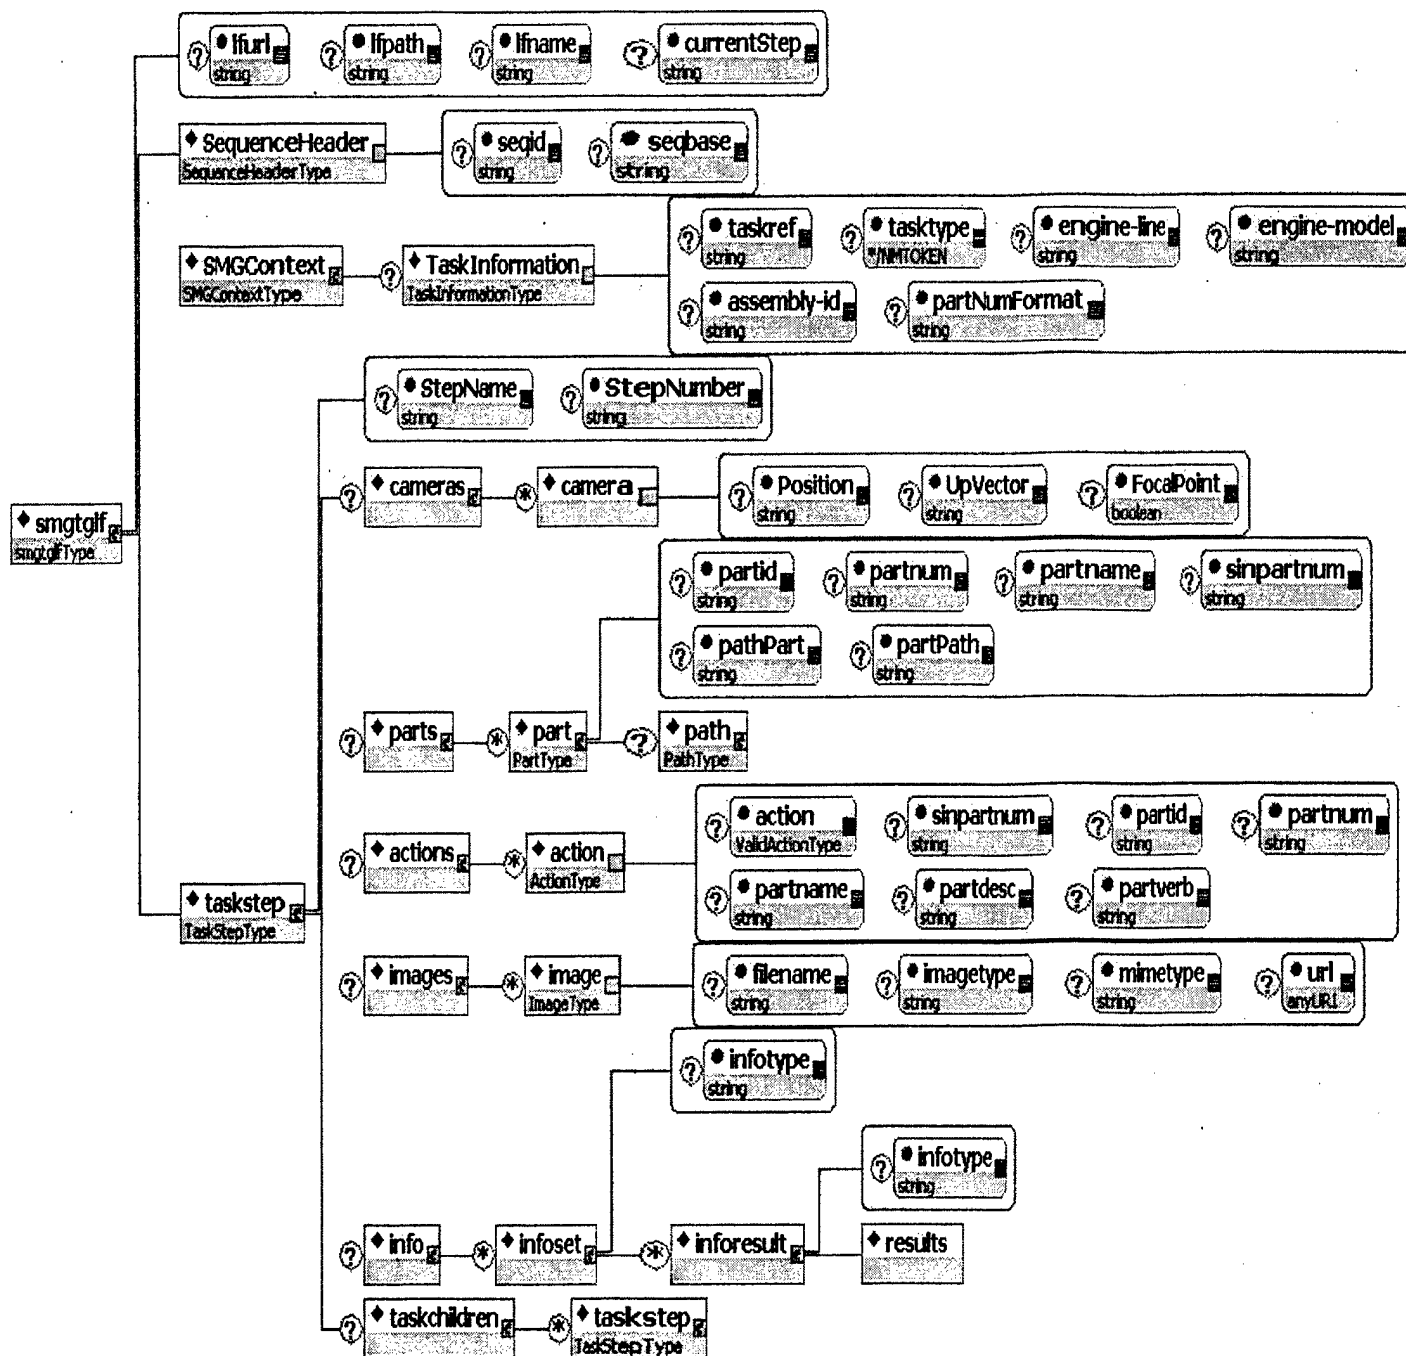 ? lfurl ? lfpath ? lfname ? currentStep
string string string string
SequenceHeader ? seqid ? seqbase
SequenceHeaderType string string
? taskref ? tasktype ? engine-line ? engine-model
string */NMTOKEN string string
SMGContext ? TaskInformation
SMGContextType TaskInformationType
? assembly-id ? partNumFormat
string string
? StepName ? StepNumber
string string
? cameras * camera ? Position ? UpVector ? FocalPoint
string string boolean
smgtglf
smgtglfType
? partid ? partnum ? partname ? sinpartnum
string string string string
? pathPart ? partPath
string string
? parts * part ? path
PartType PathType
? action ? sinpartnum ? partid ? partnum
ValidActionType string string string
? actions * action
ActionType
? partname ? partdesc ? partverb
string string string
taskstep
TaskStepType
? images * image ? filename ? imagetype ? mimetype ? url
ImageType string string string anyURI
? infotype
string
? infotype
string
? info * infoset * inforesult results
? taskchildren * taskstep
TaskStepType